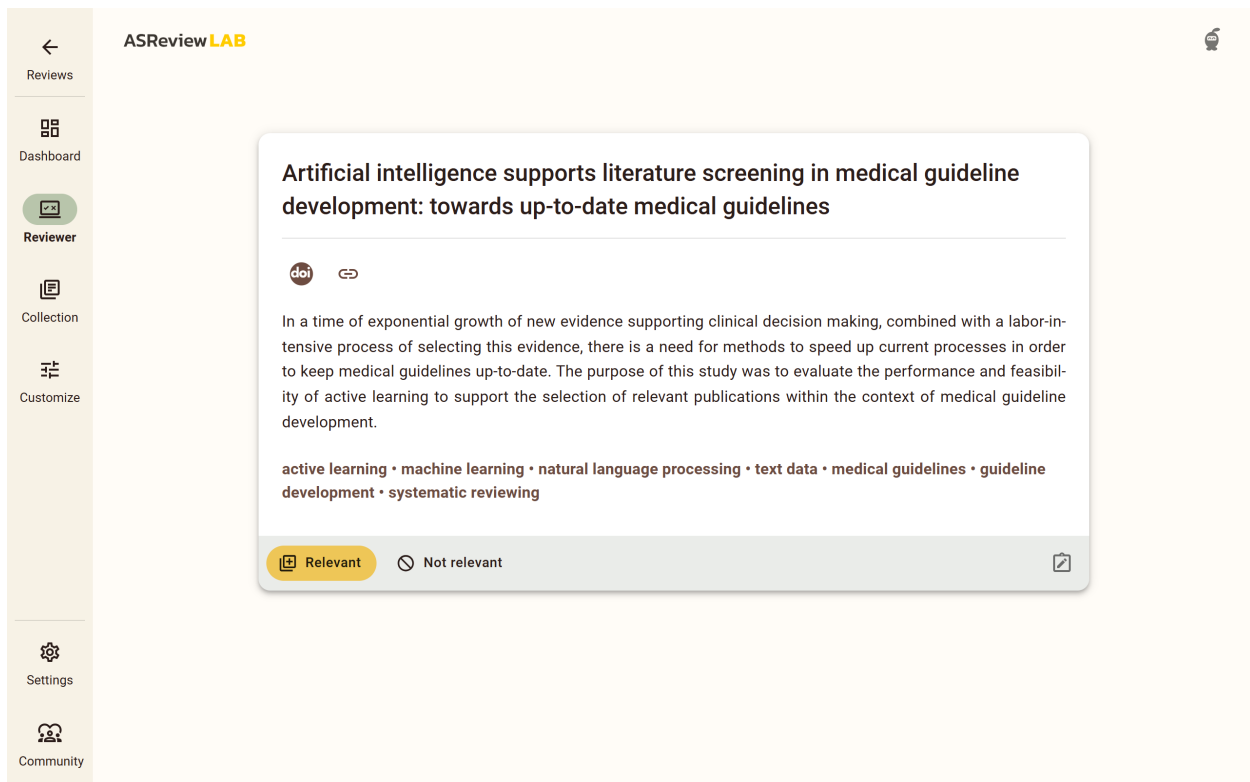 ASReview LAB
Reviews
Dashboard
Reviewer
Collection
Customize
Settings
Community
Artificial intelligence supports literature screening in medical guideline
development: towards up-to-date medical guidelines
doi
In a time of exponential growth of new evidence supporting clinical decision making, combined with a labor-in-
tensive process of selecting this evidence, there is a need for methods to speed up current processes in order
to keep medical guidelines up-to-date. The purpose of this study was to evaluate the performance and feasibil-
ity of active learning to support the selection of relevant publications within the context of medical guideline
development.
active learning • machine learning • natural language processing • text data • medical guidelines • guideline
development • systematic reviewing
Relevant
Not relevant